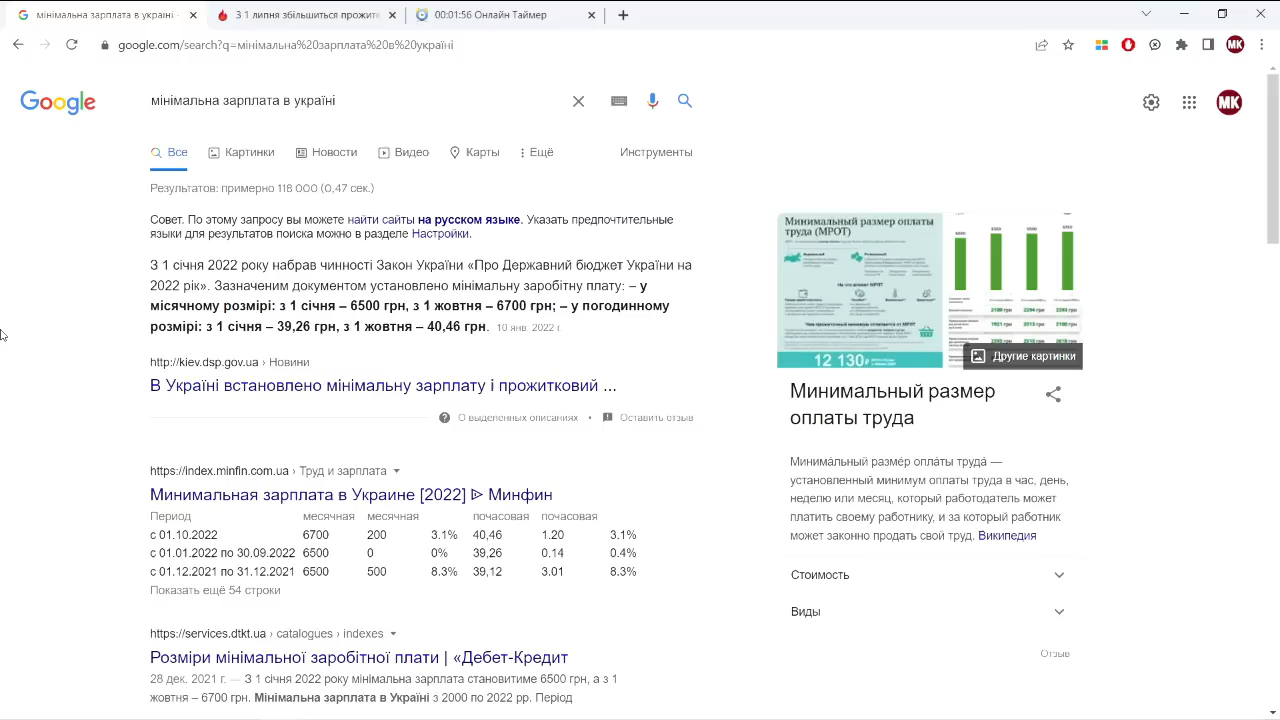 мінімальна зарплата в україні
З 1 липня збільшиться прожите
00:01:56 Онлайн Таймер
google.com/search?q=мінімальна%20зарплата%20в%20україні
MK
Google
мінімальна зарплата в україні
MK
Все
Картинки
Новости
Видео
Карты
Ещё
Инструменты
Результатов: примерно 118 000 (0,47 сек.)
Совет. По этому запросу вы можете найти сайты на русском языке. Указать предпочтительные
языки результатов поиска можно в разделе Настройки.
1 січня 2022 року набрав чинності Закон України «Про Державний бюджет України на
2022 рік». Зазначеним документом установлено мінімальну заробітну плату: – у
місячному розмірі: з 1 січня – 6500 грн, з 1 жовтня – 6700 грн; – у погодинному
розмірі: з 1 січня – 39,26 грн, з 1 жовтня – 40,46 грн. 10 янв. 2022 г.
https://www.dsp.gov.ua
В Україні встановлено мінімальну зарплату і прожитковий ...
О выделенных описаниях • Оставить отзыв
https://index.minfin.com.ua › Труд и зарплата
Минимальная зарплата в Украине [2022] ᐈ Минфин
Период месячная месячная почасовая почасовая
с 01.10.2022 6700 200 3.1% 40,46 1.20 3.1%
с 01.01.2022 по 30.09.2022 6500 0 0% 39,26 0.14 0.4%
с 01.12.2021 по 31.12.2021 6500 500 8.3% 39,12 3.01 8.3%
Показать ещё 54 строки
https://services.dtkt.ua › catalogues › indexes
Розміри мінімальної заробітної плати | «Дебет-Кредит
28 дек. 2021 г. — З 1 січня 2022 року мінімальна зарплата становитиме 6500 грн, а з 1
жовтня – 6700 грн. Мінімальна зарплата в Україні з 2000 по 2022 рр. Період
Минимальный размер оплаты
труда (МРОТ)
12 130₽
Другие картинки
Минимальный размер
оплаты труда
Минима́льный разме́р опла́ты труда́ —
установленный минимум оплаты труда в час, день,
неделю или месяц, который работодатель может
платить своему работнику, и за который работник
может законно продать свой труд. Википедия
Стоимость
Виды
Отзыв